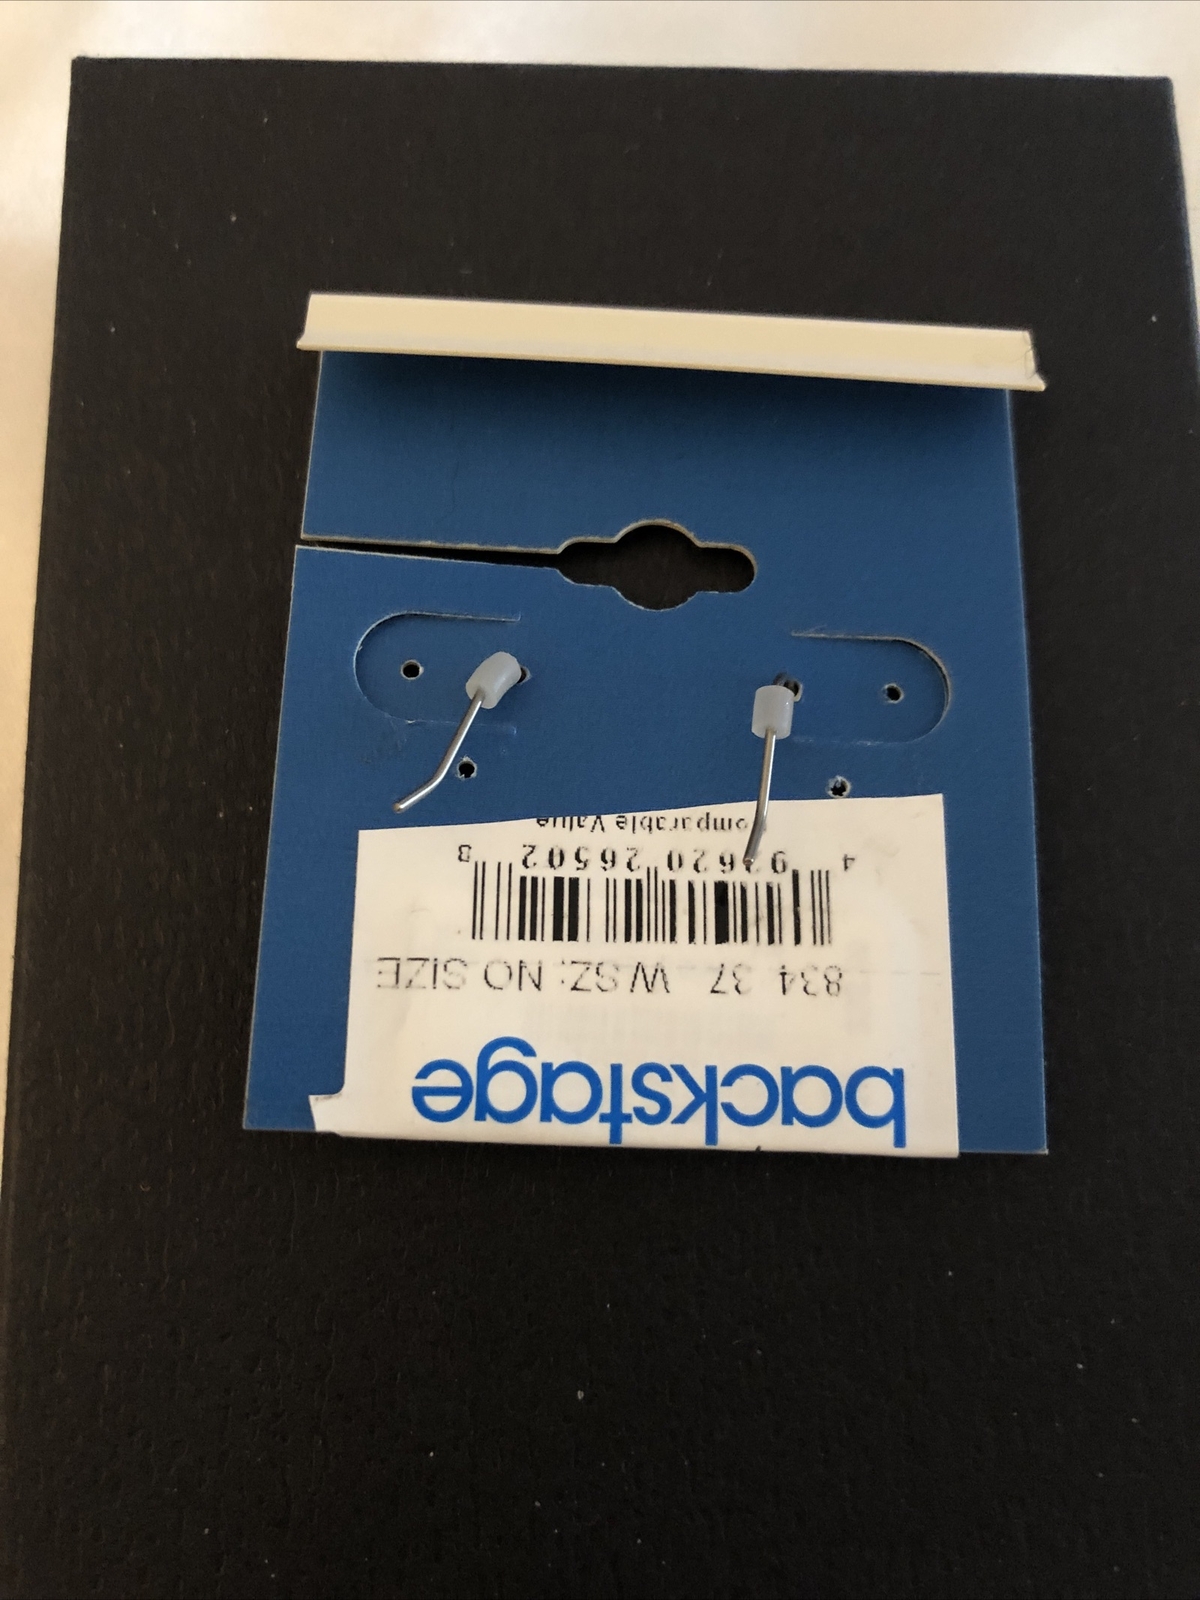 backstage
834 37 W SZ: NO SIZE
4 92620 26502 8
omparable Value